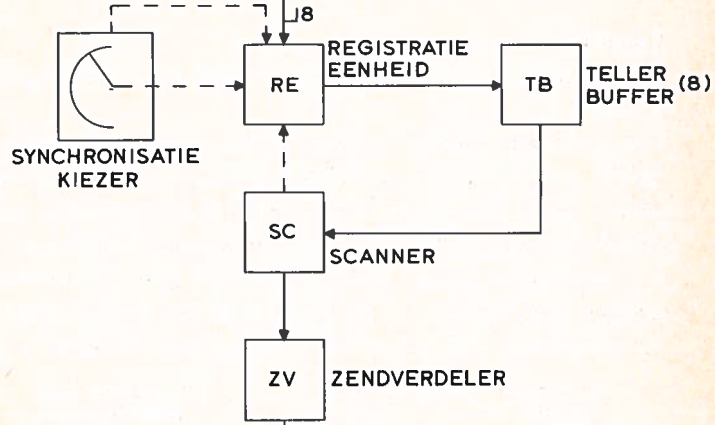 8
REGISTRATIE
EENHEID
RE
TB
TELLER
BUFFER (8)
SYNCHRONISATIE
KIEZER
SC
SCANNER
ZV
ZENDVERDELER